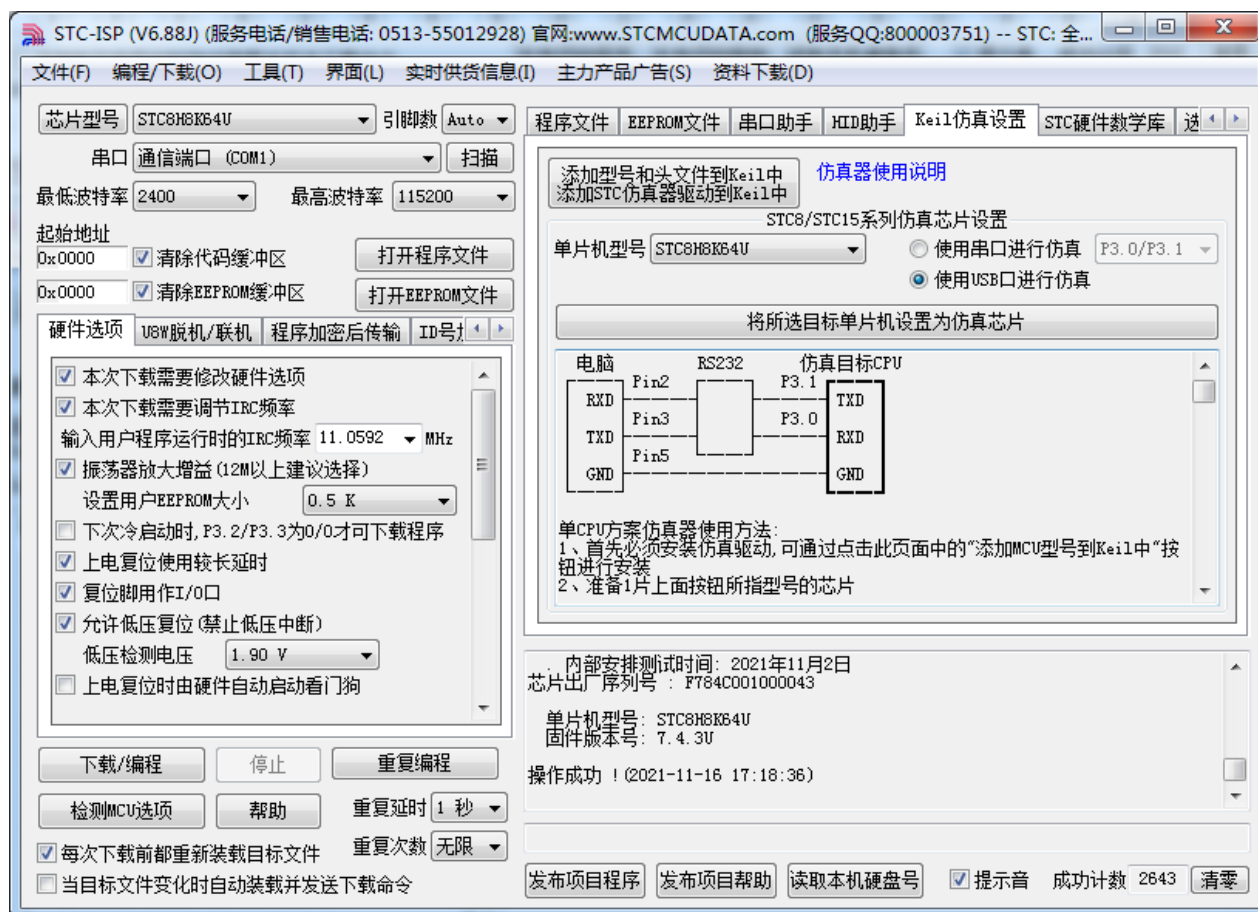 STC-ISP (V6.88J) (服务电话/销售电话: 0513-55012928) 官网:www.STCMCUDATA.com (服务QQ:800003751) -- STC: 全...
文件(F) 编程/下载(O) 工具(T) 界面(L) 实时供货信息(I) 主力产品广告(S) 资料下载(D)
芯片型号 STC8H8K64U 引脚数 Auto
串口 通信端口 (COM1) 扫描
最低波特率 2400 最高波特率 115200
起始地址
0x0000 清除代码缓冲区 打开程序文件
0x0000 清除EEPROM缓冲区 打开EEPROM文件
硬件选项 U8W脱机/联机 程序加密后传输 ID号
本次下载需要修改硬件选项
本次下载需要调节IRC频率
输入用户程序运行时的IRC频率 11.0592 MHz
振荡器放大增益(12M以上建议选择)
设置用户EEPROM大小 0.5 K
下次冷启动时,P3.2/P3.3为0/0才可下载程序
上电复位使用较长延时
复位脚用作I/O口
允许低压复位(禁止低压中断)
低压检测电压 1.90 V
上电复位时由硬件自动启动看门狗
下载/编程 停止 重复编程
检测MCU选项 帮助 重复延时 1 秒
重复次数 无限
每次下载前都重新装载目标文件
当目标文件变化时自动装载并发送下载命令
程序文件 EEPROM文件 串口助手 HID助手 Keil仿真设置 STC硬件数学库 选
添加型号和头文件到Keil中
添加STC仿真器驱动到Keil中
仿真器使用说明
STC8/STC15系列仿真芯片设置
单片机型号 STC8H8K64U 使用串口进行仿真 P3.0/P3.1
使用USB口进行仿真
将所选目标单片机设置为仿真芯片
电脑 RS232 仿真目标CPU
Pin2 P3.1
RXD TXD
Pin3 P3.0
TXD RXD
Pin5
GND GND
单CPU方案仿真器使用方法:
1、首先必须安装仿真驱动,可通过点击此页面中的"添加MCU型号到Keil中"按
钮进行安装
2、准备1片上面按钮所指型号的芯片
. 内部安排测试时间: 2021年11月2日
芯片出厂序列号 : F784C001000043
单片机型号: STC8H8K64U
固件版本号: 7.4.3U
操作成功 !(2021-11-16 17:18:36)
发布项目程序 发布项目帮助 读取本机硬盘号 提示音 成功计数 2643 清零